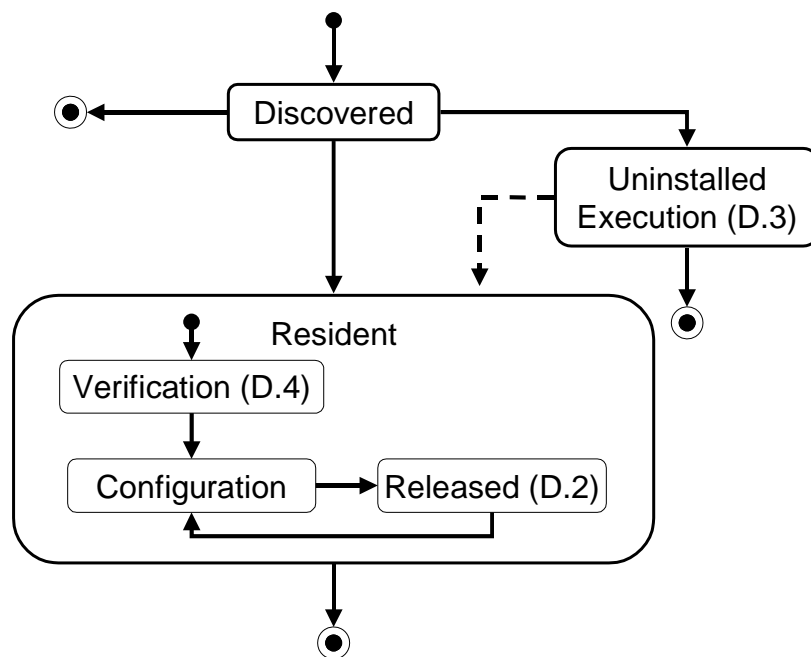 Discovered
Uninstalled
Execution (D.3)
Resident
Verification (D.4)
Configuration
Released (D.2)